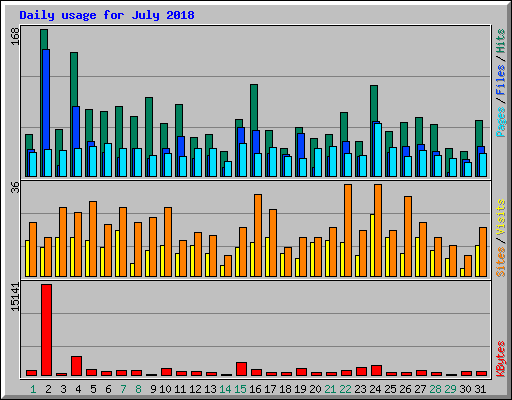 Daily usage for July 2018
168
Pages / Files / Hits
36
Sites / Visits
15141
KBytes
1 2 3 4 5 6 7 8 9 10 11 12 13 14 15 16 17 18 19 20 21 22 23 24 25 26 27 28 29 30 31